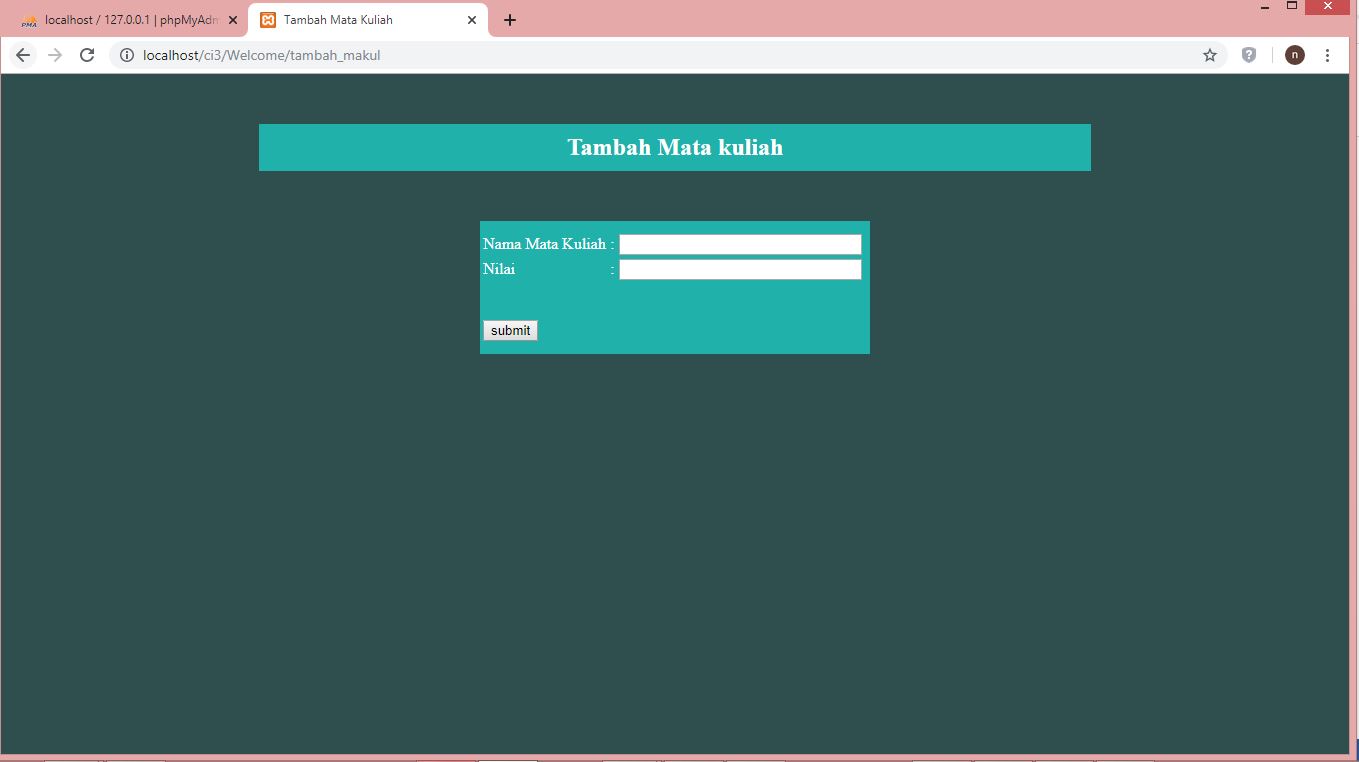 localhost / 127.0.0.1 | phpMyAdm
Tambah Mata Kuliah
localhost/ci3/Welcome/tambah_makul
n
Tambah Mata kuliah
Nama Mata Kuliah :
Nilai :
submit